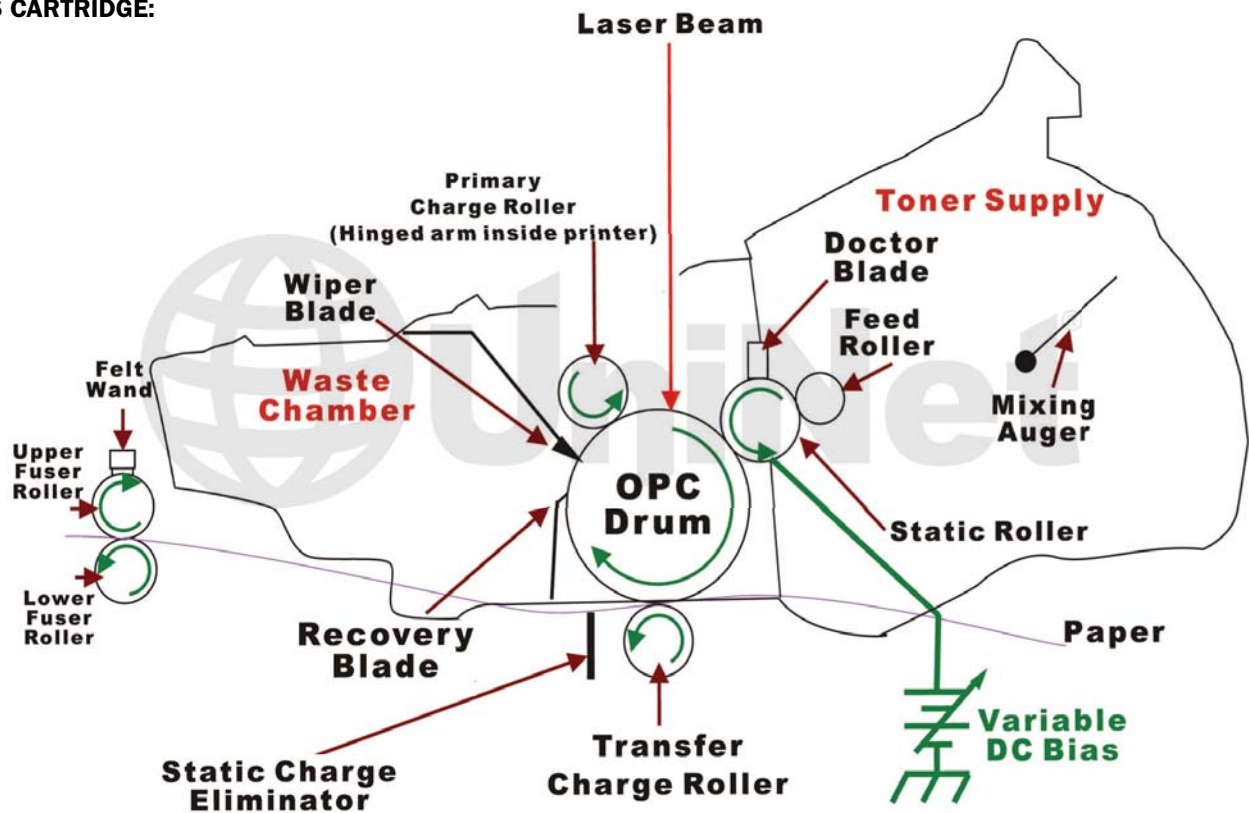 CARTRIDGE:
Laser Beam
Primary
Charge Roller
(Hinged arm inside printer)
Toner Supply
Doctor
Blade
Wiper
Blade
Feed
Roller
Felt
Wand
Waste
Chamber
UniNet
Mixing
Auger
Upper
Fuser
Roller
OPC
Drum
Static Roller
Lower
Fuser
Roller
Recovery
Blade
Paper
Variable
DC Bias
Transfer
Charge Roller
Static Charge
Eliminator